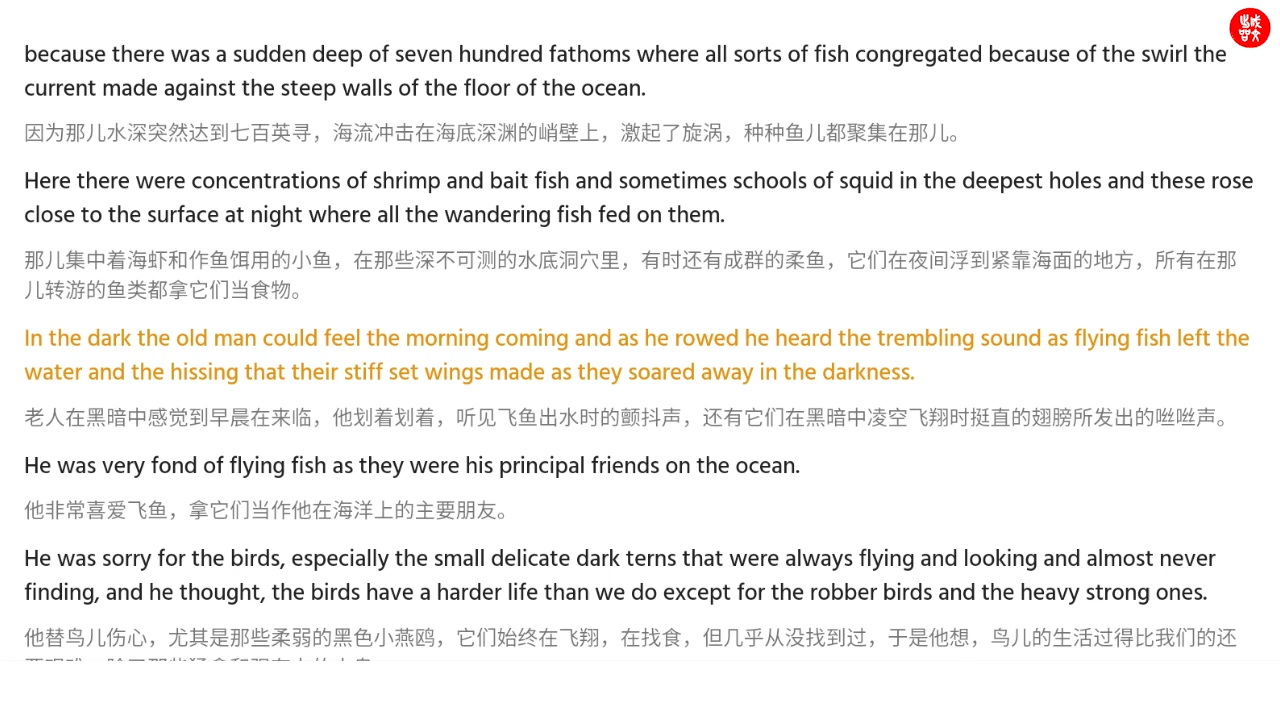 because there was a sudden deep of seven hundred fathoms where all sorts of fish congregated because of the swirl the
current made against the steep walls of the floor of the ocean.
因为那儿水深突然达到七百英寻，海流冲击在海底深渊的峭壁上，激起了旋涡，种种鱼儿都聚集在那儿。
Here there were concentrations of shrimp and bait fish and sometimes schools of squid in the deepest holes and these rose
close to the surface at night where all the wandering fish fed on them.
那儿集中着海虾和作鱼饵用的小鱼，在那些深不可测的水底洞穴里，有时还有成群的柔鱼，它们在夜间浮到紧靠海面的地方，所有在那
儿转游的鱼类都拿它们当食物。
In the dark the old man could feel the morning coming and as he rowed he heard the trembling sound as flying fish left the
water and the hissing that their stiff set wings made as they soared away in the darkness.
老人在黑暗中感觉到早晨在来临，他划着划着，听见飞鱼出水时的颤抖声，还有它们在黑暗中凌空飞翔时挺直的翅膀所发出的咝咝声。
He was very fond of flying fish as they were his principal friends on the ocean.
他非常喜爱飞鱼，拿它们当作他在海洋上的主要朋友。
He was sorry for the birds, especially the small delicate dark terns that were always flying and looking and almost never
finding, and he thought, the birds have a harder life than we do except for the robber birds and the heavy strong ones.
他替鸟儿伤心，尤其是那些柔弱的黑色小燕鸥，它们始终在飞翔，在找食，但几乎从没找到过，于是他想，鸟儿的生活过得比我们的还